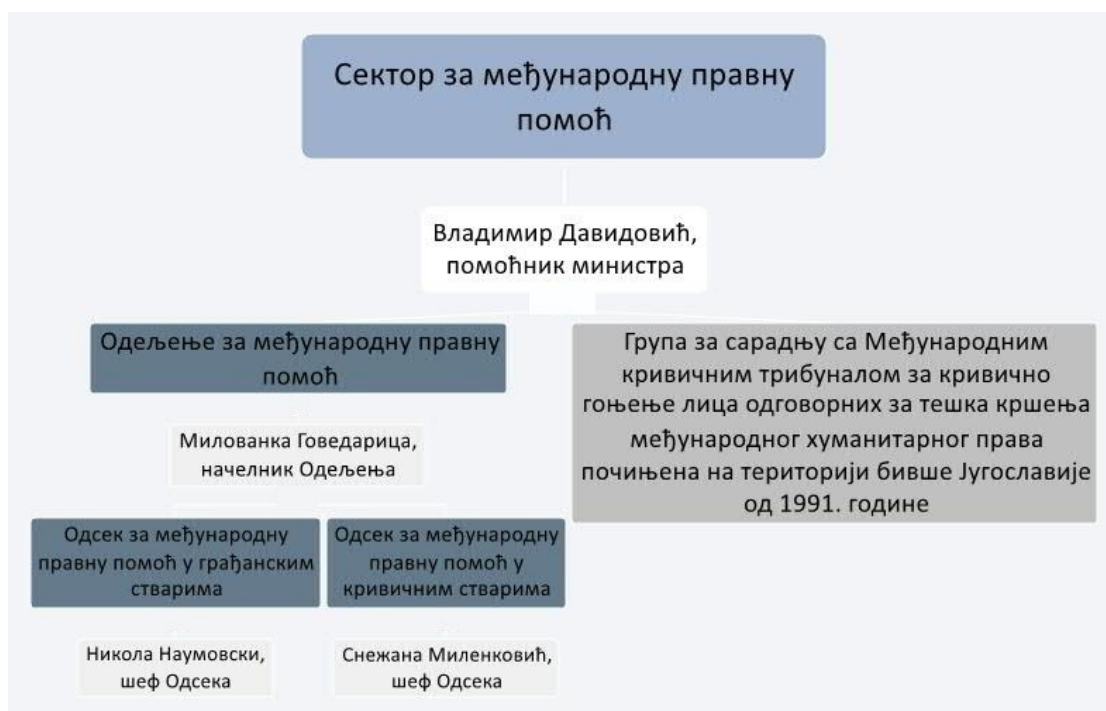 Сектор за међународну правну
помоћ
Владимир Давидовић,
помоћник министра
Одељење за међународну правну
помоћ
Милованка Говедарица,
начелник Одељења
Одсек за међународну
правну помоћ у грађанским
стварима
Никола Наумовски,
шеф Одсека
Одсек за међународну
правну помоћ у
кривичним стварима
Снежана Миленковић,
шеф Одсека
Група за сарадњу са Међународним
кривичним трибуналом за кривично
гоњење лица одговорних за тешка кршења
међународног хуманитарног права
почињена на територији бивше Југославије
од 1991. године